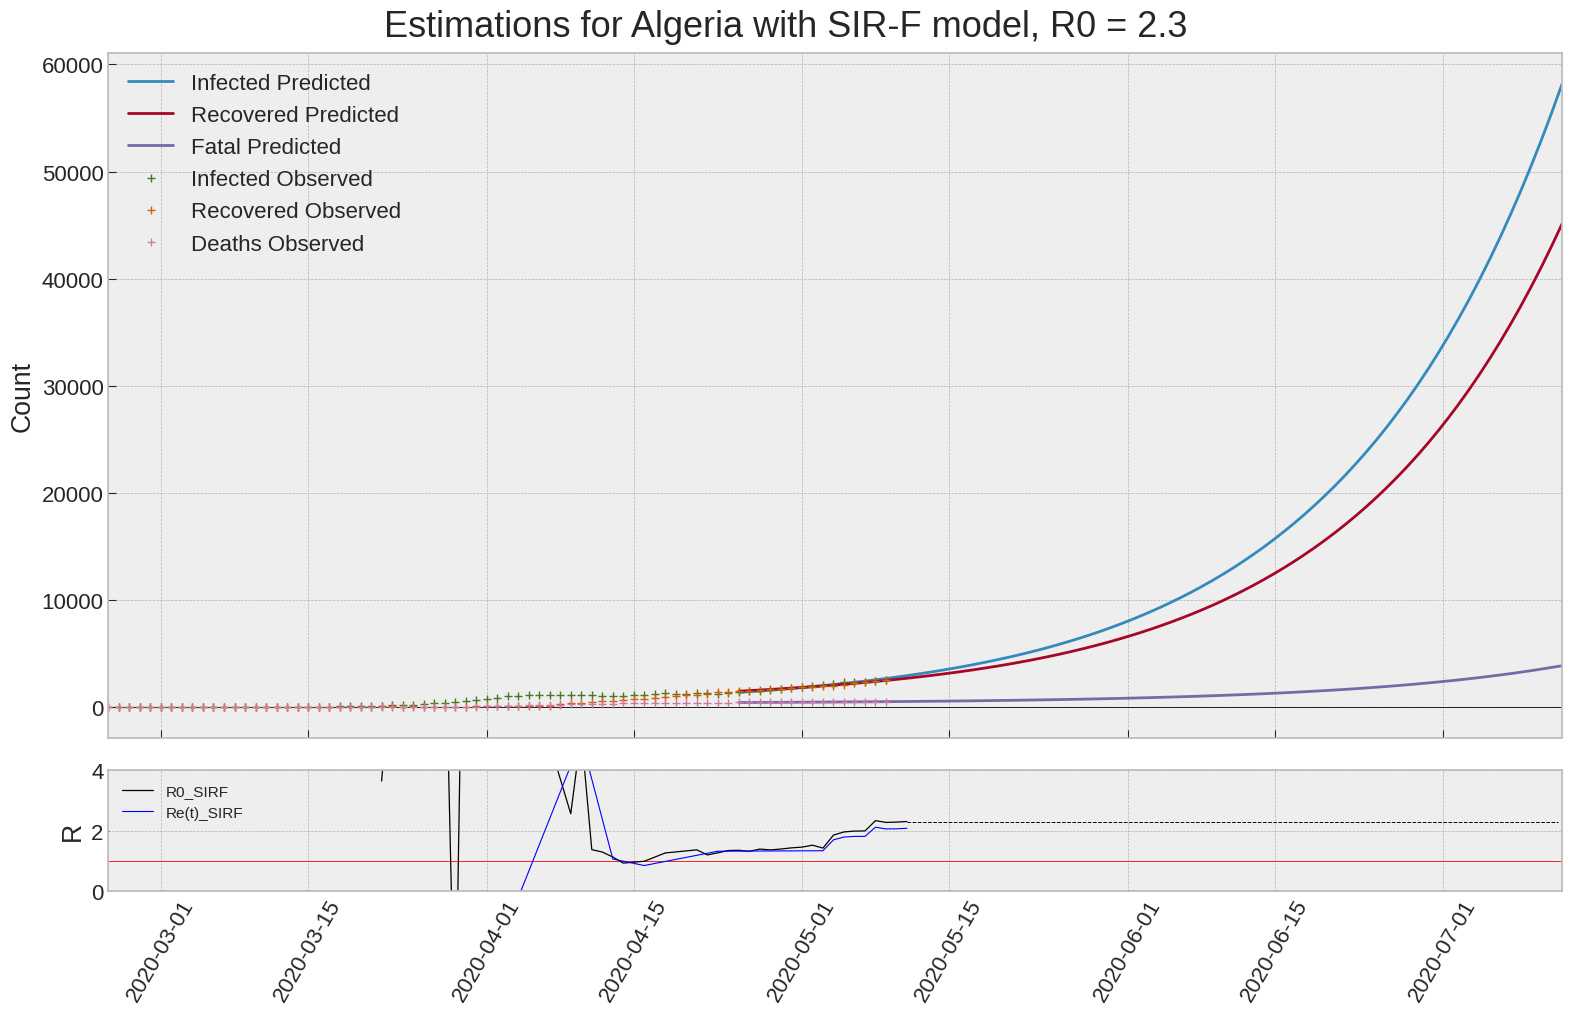 Estimations for Algeria with SIR-F model, R0 = 2.3
60000
50000
40000
30000
20000
10000
0
Count
Infected Predicted
Recovered Predicted
Fatal Predicted
Infected Observed
Recovered Observed
Deaths Observed
4
2
0
R
R0_SIRF
Re(t)_SIRF
2020-03-01
2020-03-15
2020-04-01
2020-04-15
2020-05-01
2020-05-15
2020-06-01
2020-06-15
2020-07-01